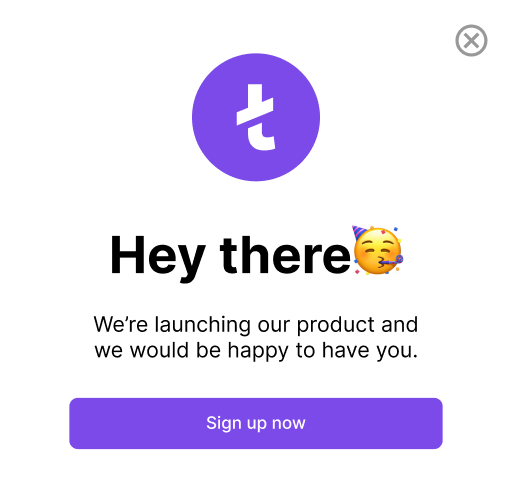 t
Hey there🥳
We’re launching our product and
we would be happy to have you.
Sign up now